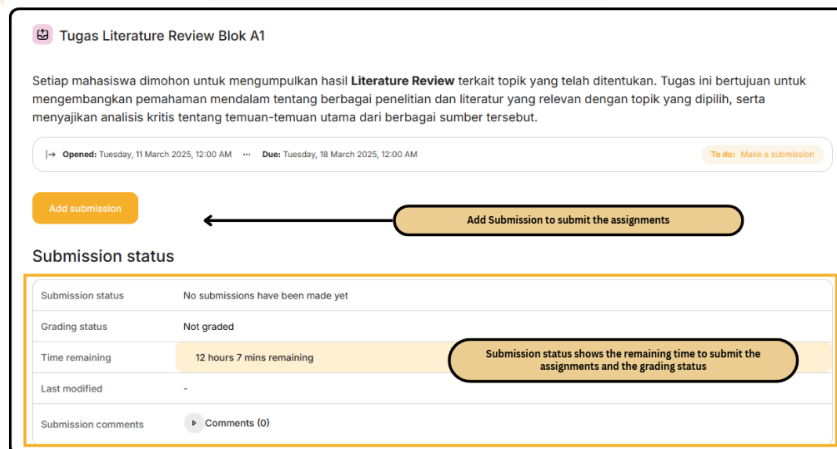 Tugas Literature Review Blok A1
Setiap mahasiswa dimohon untuk mengumpulkan hasil Literature Review terkait topik yang telah ditentukan. Tugas ini bertujuan untuk
mengembangkan pemahaman mendalam tentang berbagai penelitian dan literatur yang relevan dengan topik yang dipilih, serta
menyajikan analisis kritis tentang temuan-temuan utama dari berbagai sumber tersebut.
Opened: Tuesday, 11 March 2025, 12:00 AM ••• Due: Tuesday, 18 March 2025, 12:00 AM To do: Make a submission
Add submission
Add Submission to submit the assignments
Submission status
Submission status No submissions have been made yet
Grading status Not graded
Time remaining 12 hours 7 mins remaining
Submission status shows the remaining time to submit the
assignments and the grading status
Last modified -
Submission comments Comments (0)